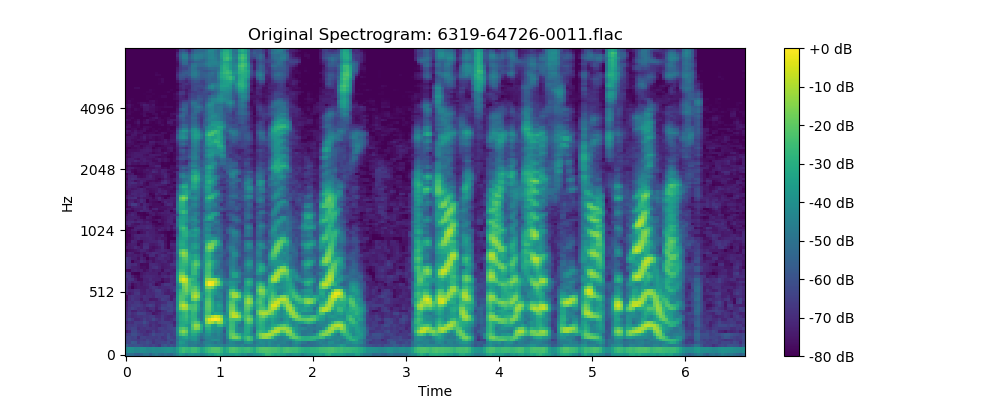 Original Spectrogram: 6319-64726-0011.flac
Hz
4096
2048
1024
512
0
0 1 2 3 4 5 6
Time
+0 dB
-10 dB
-20 dB
-30 dB
-40 dB
-50 dB
-60 dB
-70 dB
-80 dB